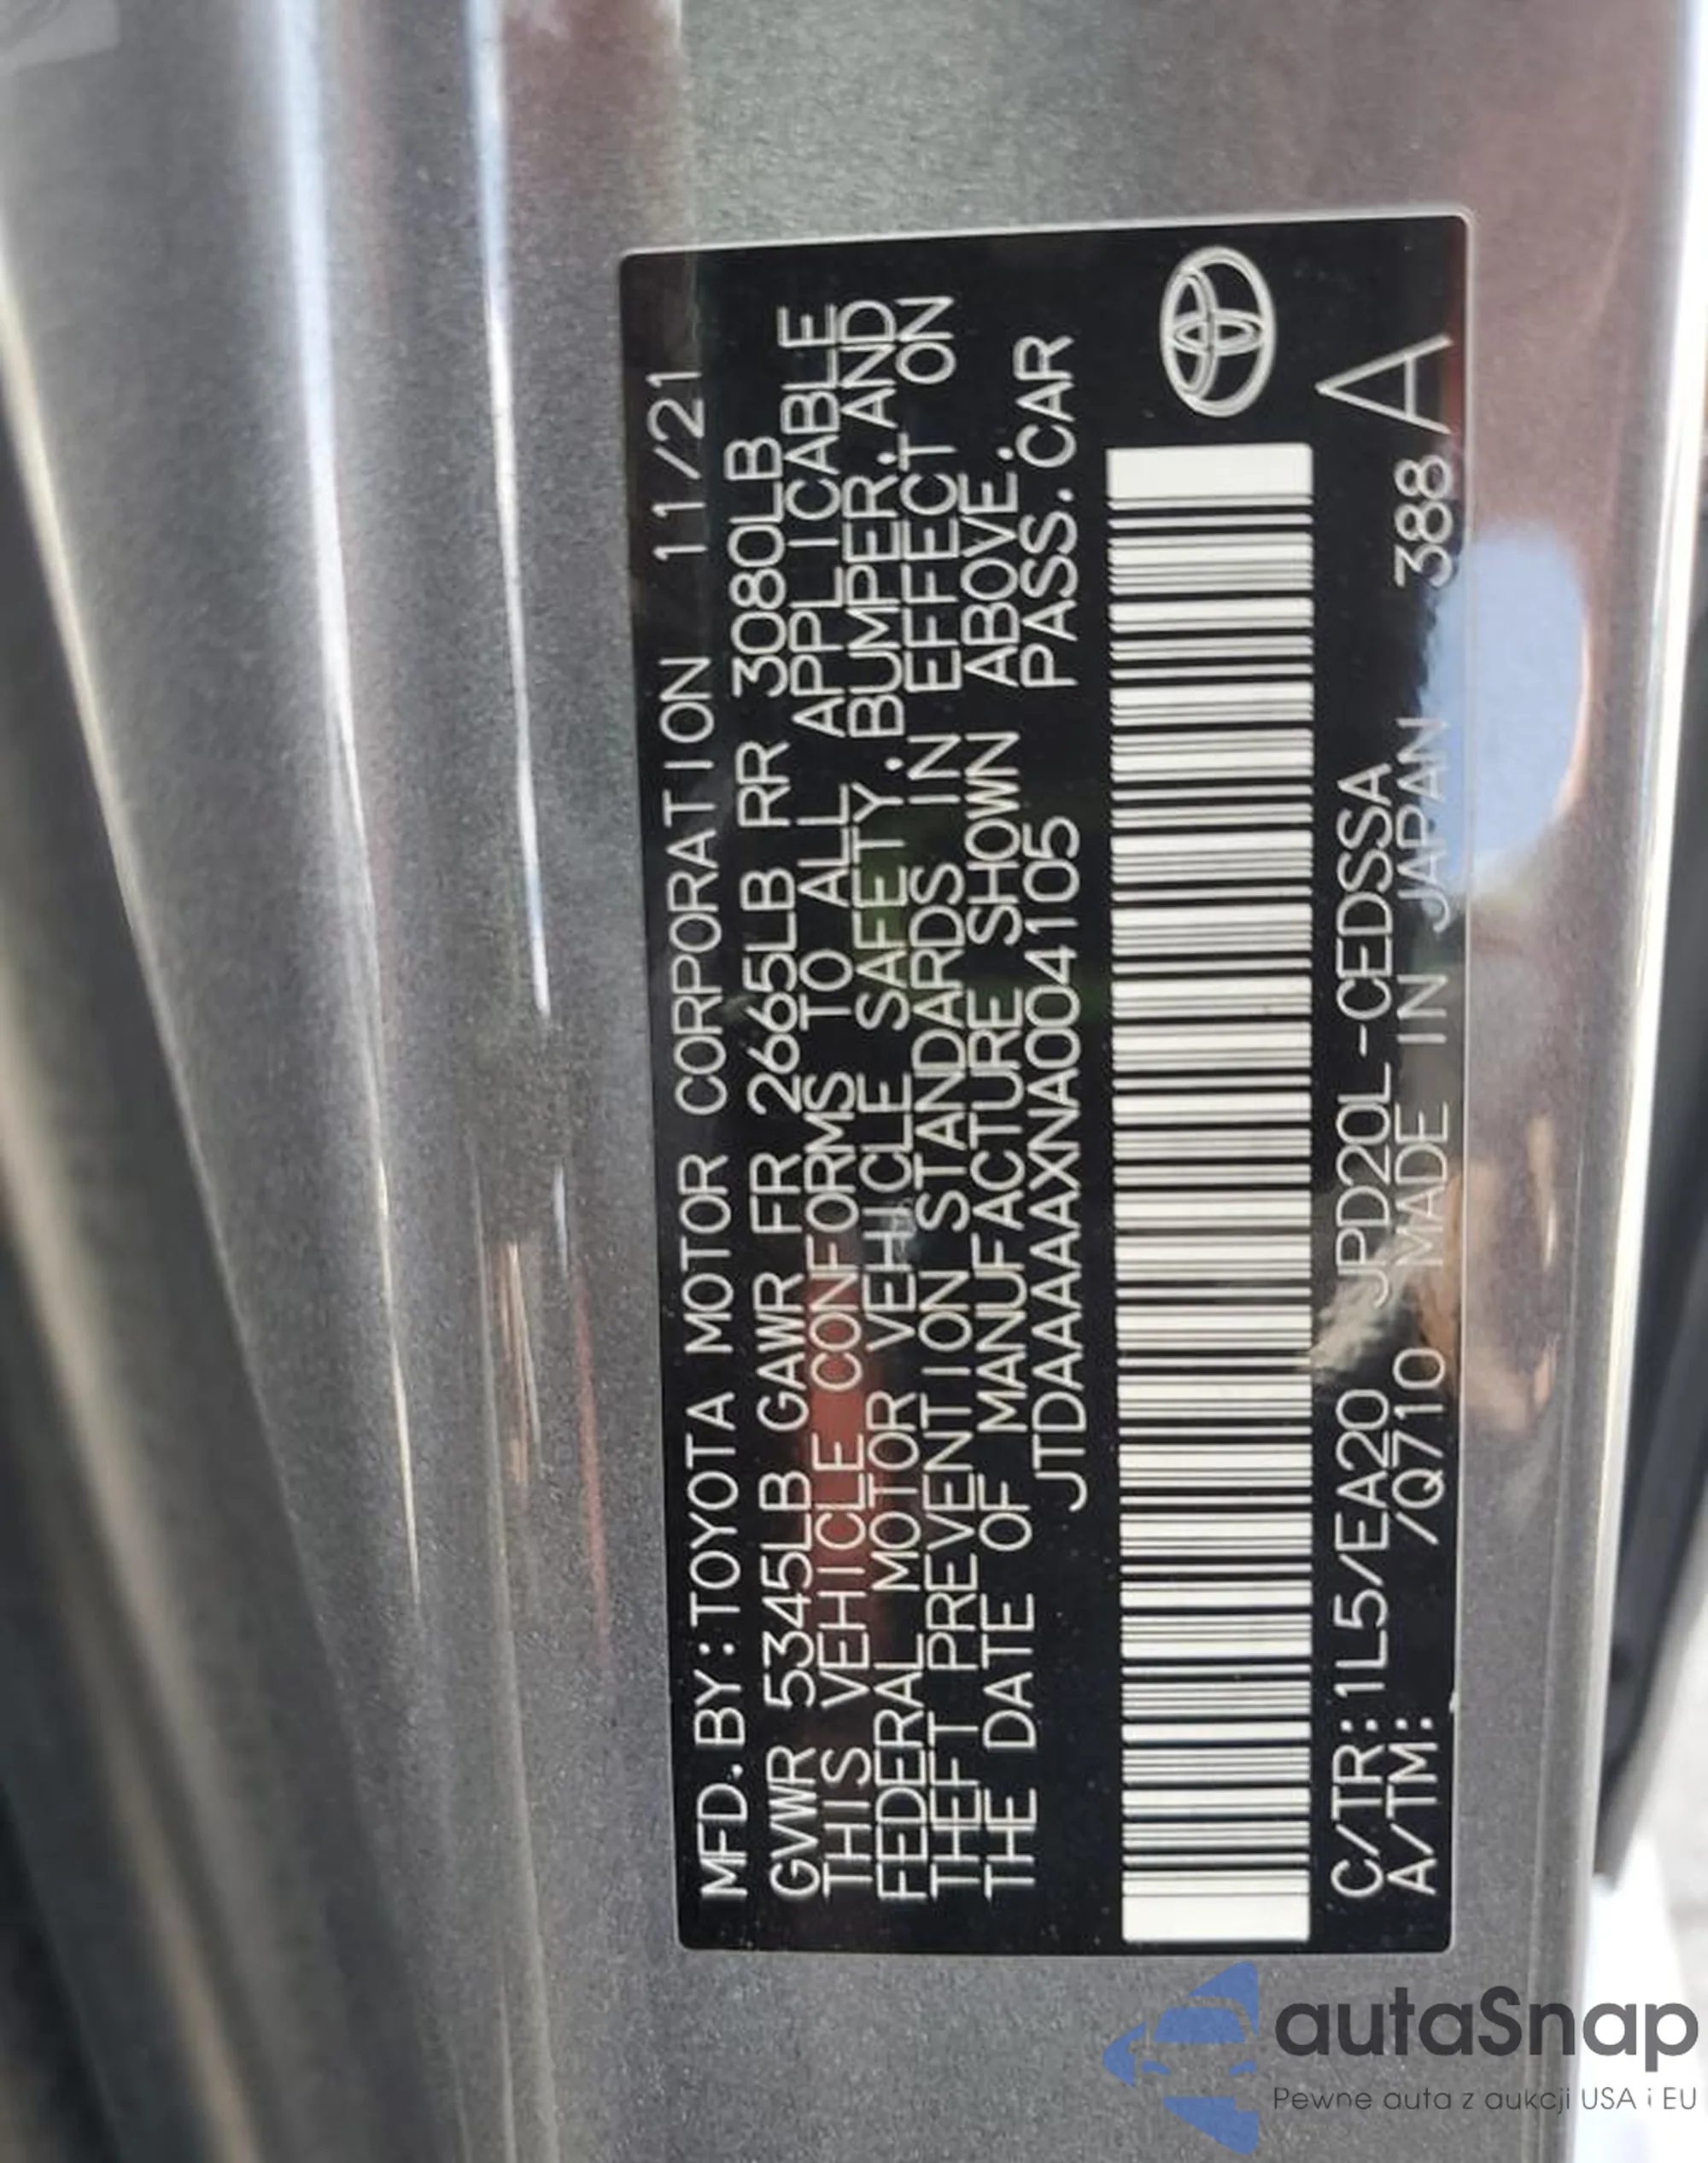 MFD.BY:TOYOTA MOTOR CORPORATION 11/21
GVWR 5345LB GAWR FR 2665LB RR 3080LB
THIS VEHICLE CONFORMS TO ALL APPLICABLE
FEDERAL MOTOR VEHICLE SAFETY.BUMPER.AND
THEFT PREVENTION STANDARDS IN EFFECT ON
THE DATE OF MANUFACTURE SHOWN ABOVE.
JTDAAAAAXNA004105 PASS.CAR
C/TR:1L5/EA20 JPD20L-CEDSSA
A/TM: /Q710 MADE IN JAPAN 388 A
autaSnap
Pewne auta z aukcji USA i EU